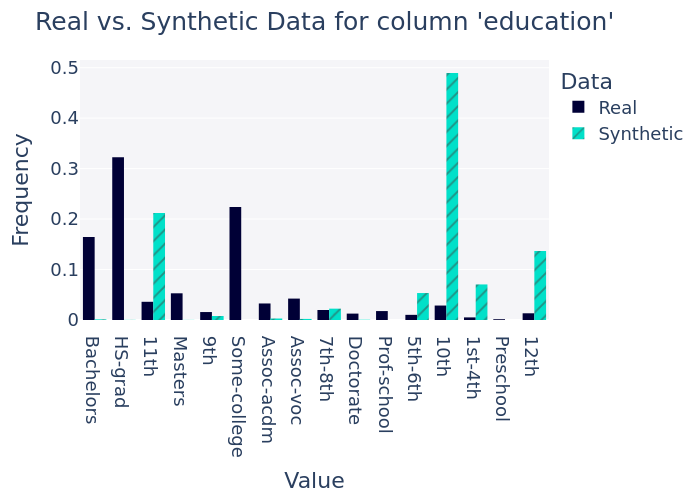 Real vs. Synthetic Data for column 'education'
Data
Real
Synthetic
Frequency
0.5
0.4
0.3
0.2
0.1
0
Bachelors
HS-grad
11th
Masters
9th
Some-college
Assoc-acdm
Assoc-voc
7th-8th
Doctorate
Prof-school
5th-6th
10th
1st-4th
Preschool
12th
Value